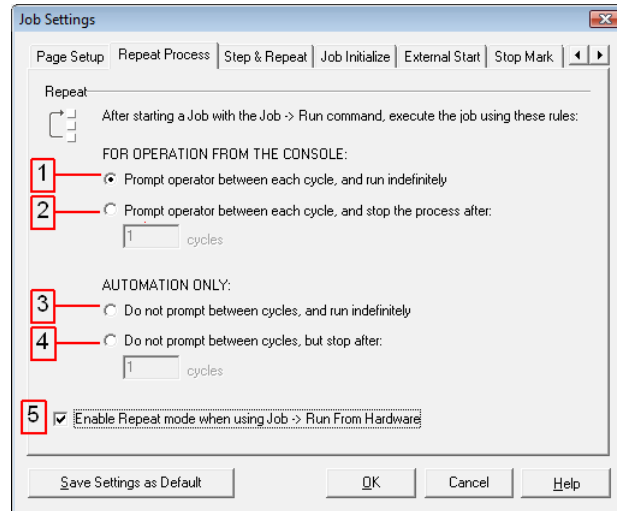 Job Settings
Page Setup Repeat Process Step & Repeat Job Initialize External Start Stop Mark
Repeat
After starting a Job with the Job -> Run command, execute the job using these rules:
FOR OPERATION FROM THE CONSOLE:
1 Prompt operator between each cycle, and run indefinitely
2 Prompt operator between each cycle, and stop the process after:
1 cycles
AUTOMATION ONLY:
3 Do not prompt between cycles, and run indefinitely
4 Do not prompt between cycles, but stop after:
1 cycles
5 Enable Repeat mode when using Job -> Run From Hardware
Save Settings as Default OK Cancel Help